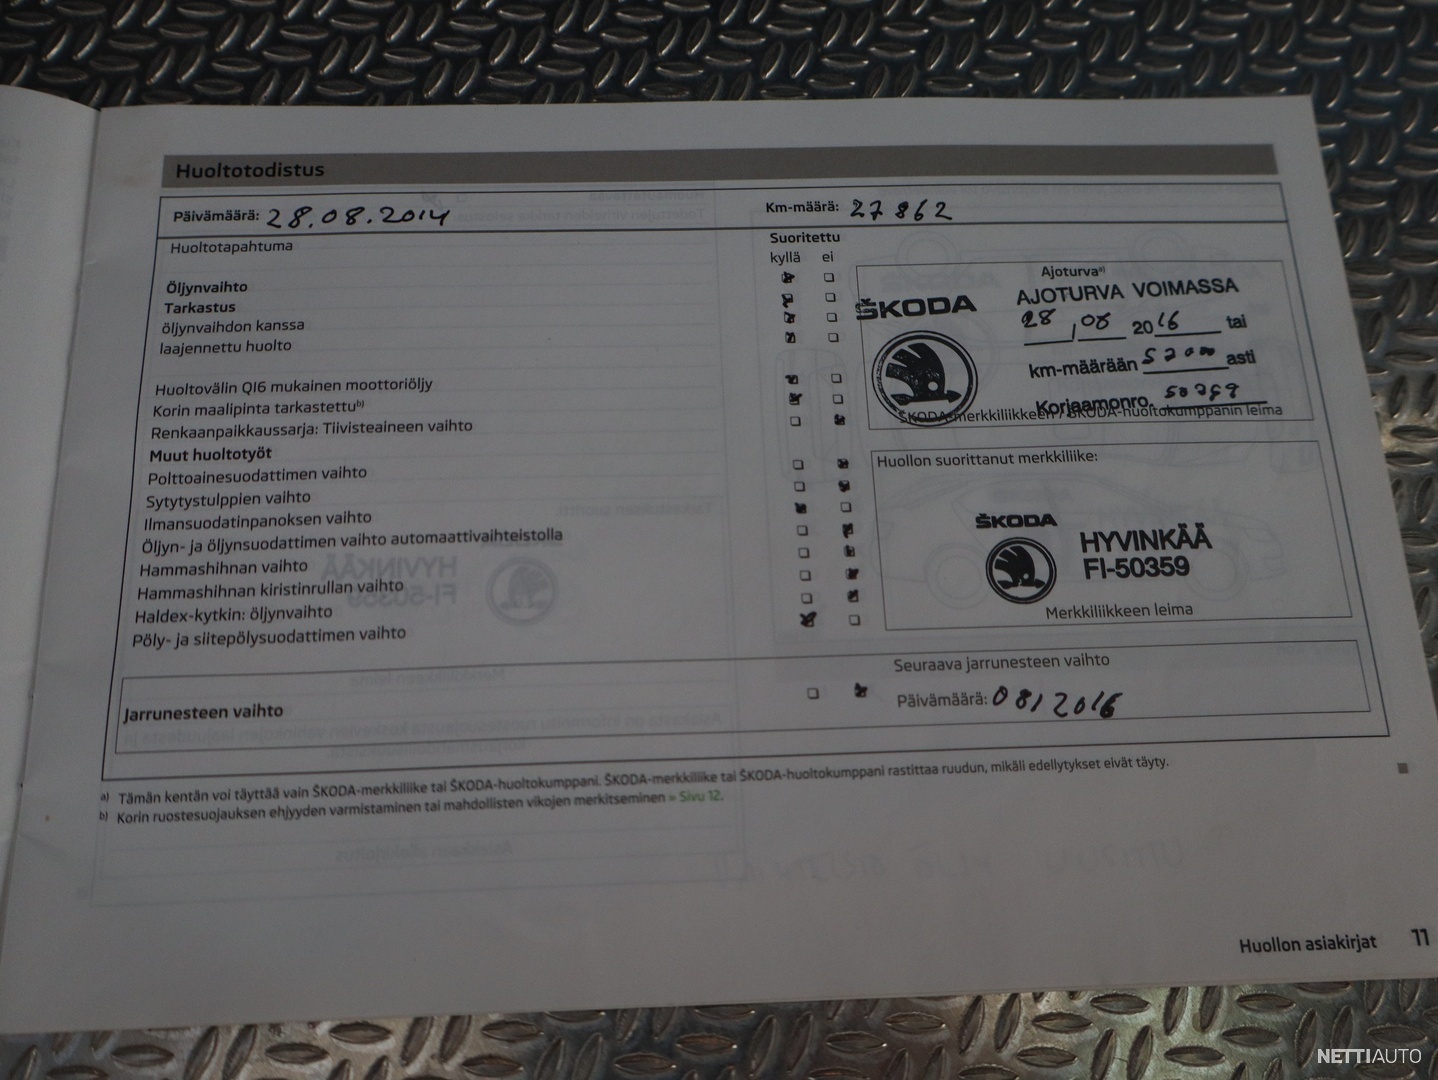 Huoltotodistus
Päivämäärä: 28.08.2014
Km-määrä: 27 862
Huoltotapahtuma
Suoritettu
kyllä ei
Öljynvaihto
Tarkastus
öljynvaihdon kanssa
laajennettu huolto
Huoltovälin QI6 mukainen moottoriöljy
Korin maalipinta tarkastettu b)
Renkaanpaikkaussarja: Tiivisteaineen vaihto
Muut huoltotyöt
Polttoainesuodattimen vaihto
Sytytystulppien vaihto
Ilmansuodatinpanoksen vaihto
Öljyn- ja öljynsuodattimen vaihto automaattivaihteistolla
Hammashihnan vaihto
Hammashihnan kiristinrullan vaihto
Haldex-kytkin: öljynvaihto
Pöly- ja siitepölysuodattimen vaihto
Ajoturva a)
ŠKODA
AJOTURVA VOIMASSA
28 / 08 2016 tai
km-määrään asti
Korjaamonro.
ŠKODA-merkkiliikkeen / ŠKODA-huoltokumppanin leima
Huollon suorittanut merkkiliike:
ŠKODA
HYVINKÄÄ
FI-50359
Merkkiliikkeen leima
Jarrunesteen vaihto
Seuraava jarrunesteen vaihto
Päivämäärä: 08/2016
a) Tämän kentän voi täyttää vain ŠKODA-merkkiliike tai ŠKODA-huoltokumppani. ŠKODA-merkkiliike tai ŠKODA-huoltokumppani rastittaa ruudun, mikäli edellytykset eivät täyty.
b) Korin ruostesuojauksen ehjyyden varmistaminen tai mahdollisten vikojen merkitseminen » Sivu 12.
Huollon asiakirjat 11
NETTIAUTO